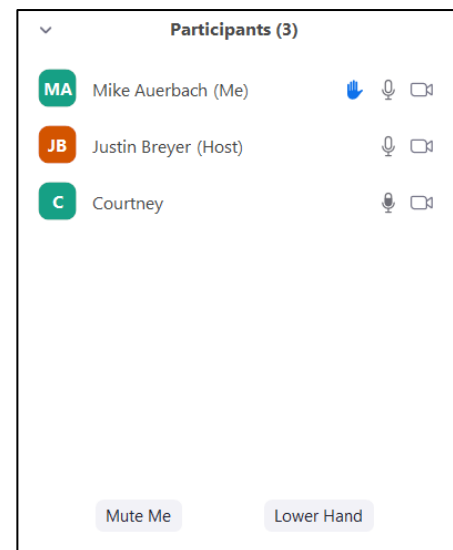 Participants (3)
MA Mike Auerbach (Me)
JB Justin Breyer (Host)
C Courtney
Mute Me Lower Hand